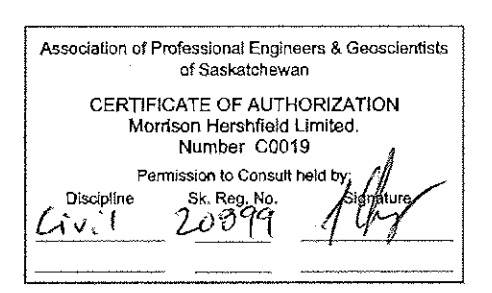 Association of Professional Engineers & Geoscientists
of Saskatchewan
CERTIFICATE OF AUTHORIZATION
Morrison Hershfield Limited.
Number C0019
Permission to Consult held by:
Discipline Sk. Reg. No. Signature
Civil 20899